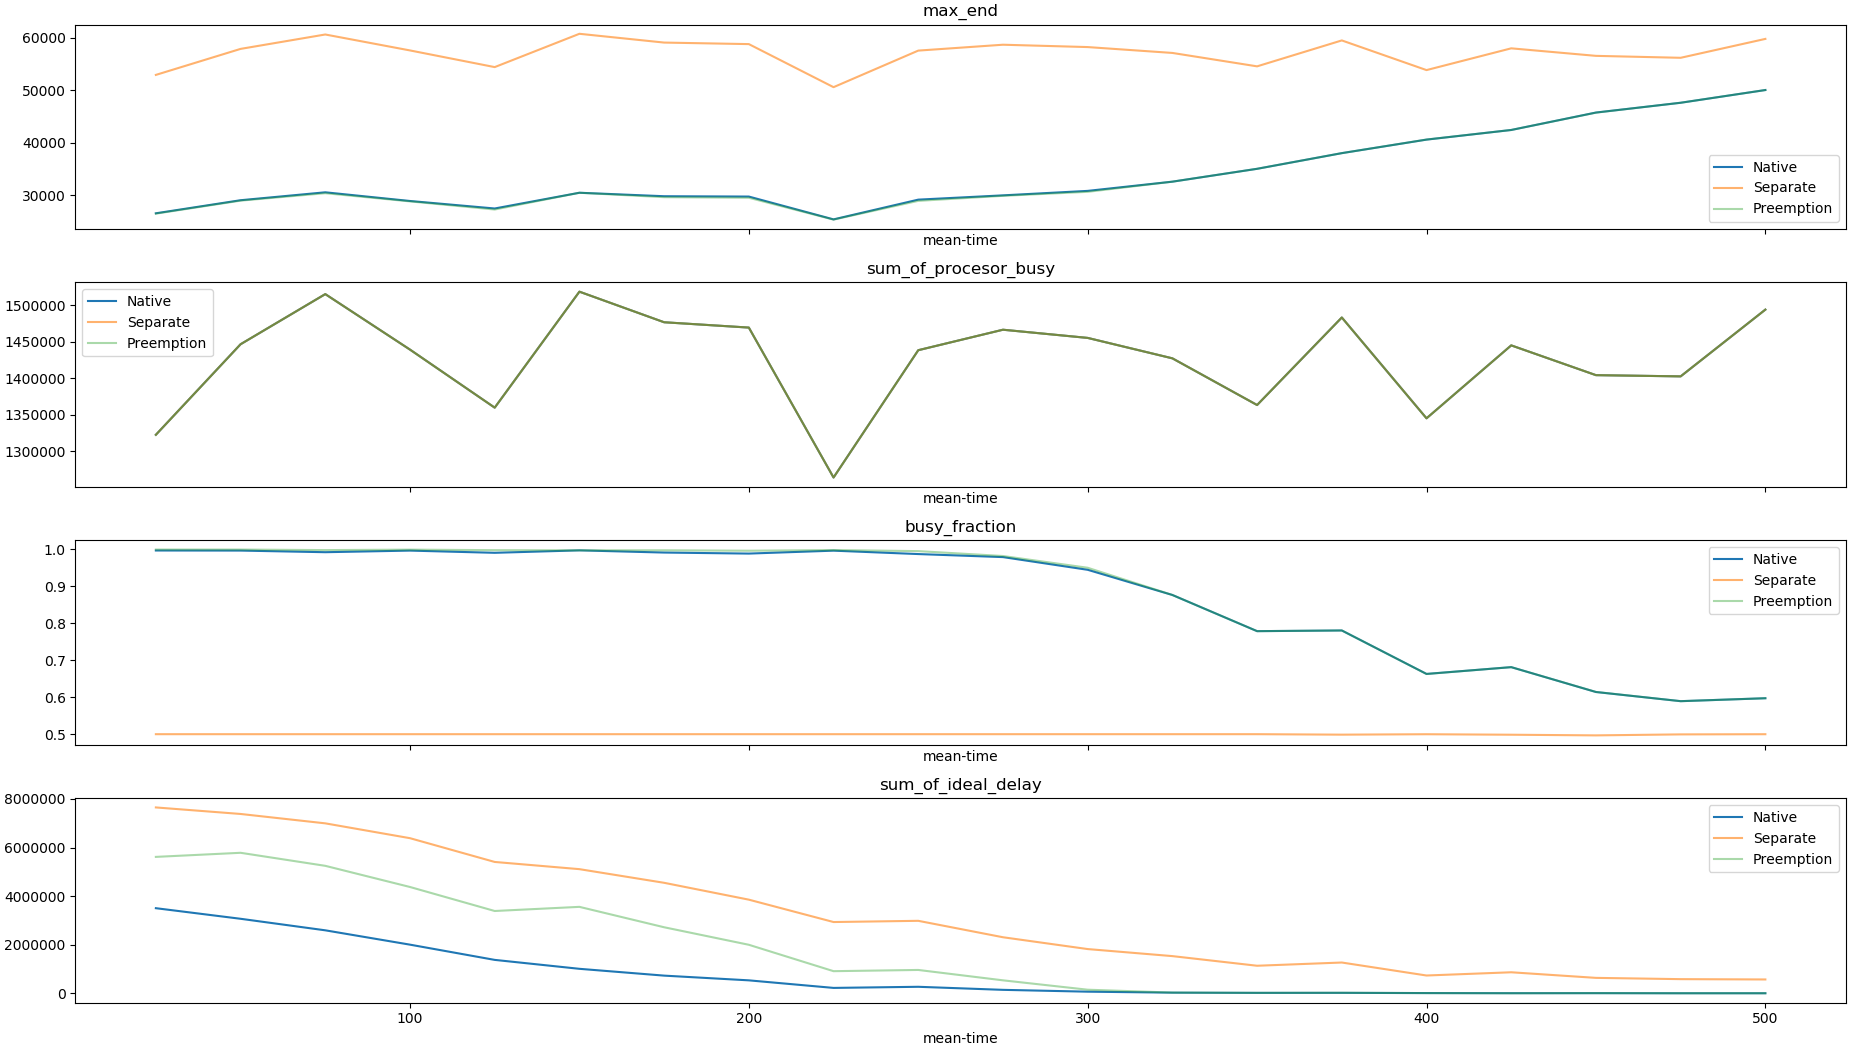 max_end
60000
50000
40000
30000
Native
Separate
Preemption
mean-time
sum_of_procesor_busy
1500000
1450000
1400000
1350000
1300000
Native
Separate
Preemption
mean-time
busy_fraction
1.0
0.9
0.8
0.7
0.6
0.5
Native
Separate
Preemption
mean-time
sum_of_ideal_delay
8000000
6000000
4000000
2000000
0
Native
Separate
Preemption
100 200 300 400 500
mean-time